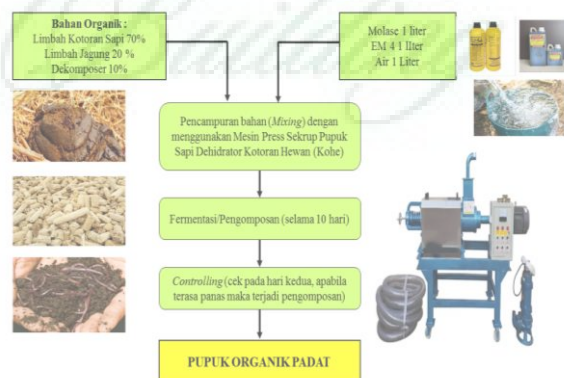 Bahan Organik :
Limbah Kotoran Sapi 70%
Limbah Jagung 20 %
Dekomposer 10%
Molase 1 liter
EM 4 1 lIter
Air 1 Liter
Pencampuran bahan (Mixing) dengan
menggunakan Mesin Press Sekrup Pupuk
Sapi Dehidrator Kotoran Hewan (Kohe)
Fermentasi/Pengomposan (selama 10 hari)
Controlling (cek pada hari kedua, apabila
terasa panas maka terjadi pengomposan)
PUPUK ORGANIK PADAT